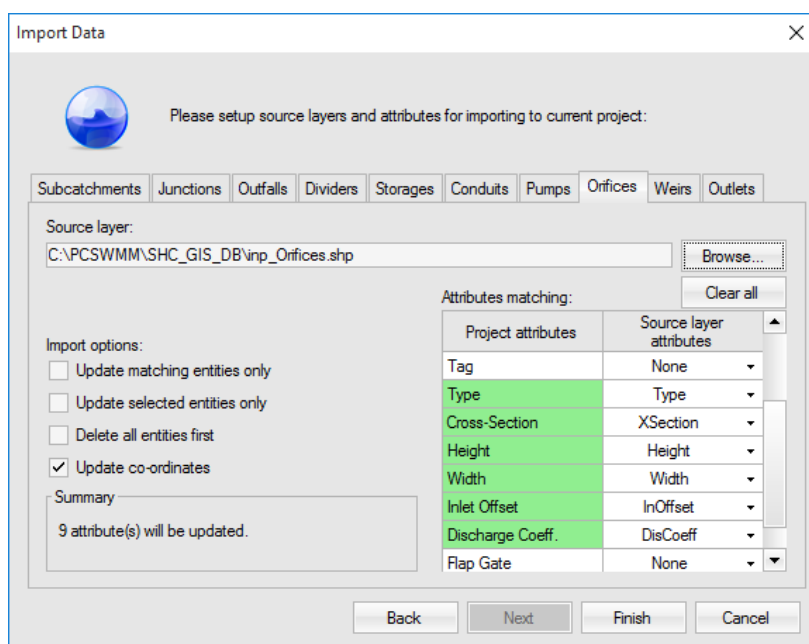 Import Data
Please setup source layers and attributes for importing to current project:
Subcatchments Junctions Outfalls Dividers Storages Conduits Pumps Orifices Weirs Outlets
Source layer:
C:\PCSWMM\SHC_GIS_DB\inp_Orifices.shp Browse...
Clear all
Attributes matching:
Project attributes Source layer attributes
Import options:
Update matching entities only
Update selected entities only
Delete all entities first
Update co-ordinates
Summary
9 attribute(s) will be updated.
Tag None
Type Type
Cross-Section XSection
Height Height
Width Width
Inlet Offset InOffset
Discharge Coeff. DisCoeff
Flap Gate None
Back Next Finish Cancel